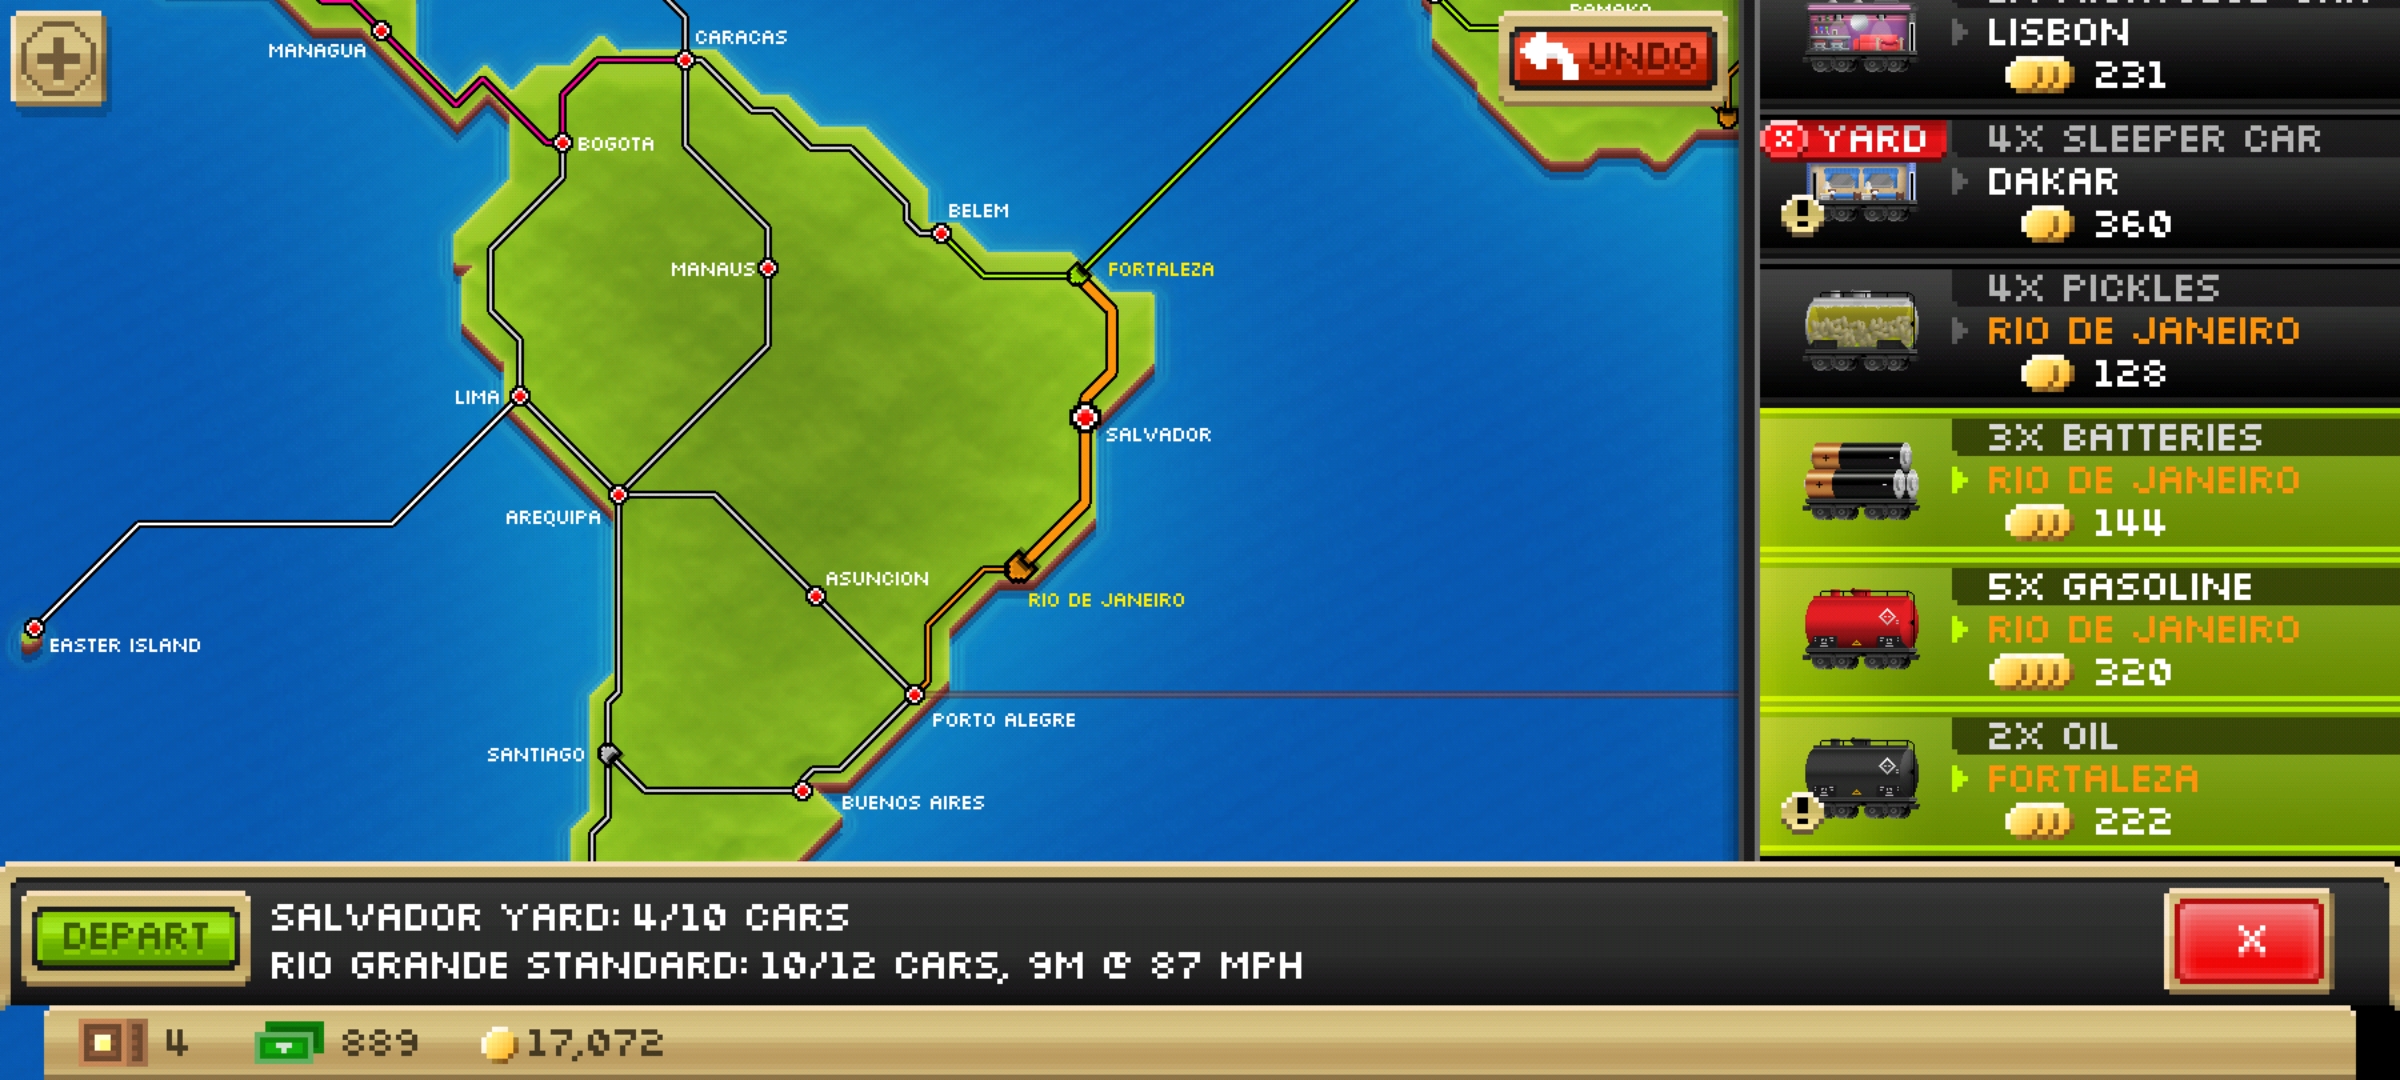 MANAGUA
CARACAS
BOGOTA
BELEM
MANAUS
FORTALEZA
LIMA
SALVADOR
AREQUIPA
ASUNCION
RIO DE JANEIRO
EASTER ISLAND
PORTO ALEGRE
SANTIAGO
BUENOS AIRES
BAMAKO
UNDO
LISBON
231
YARD
4X SLEEPER CAR
DAKAR
360
4X PICKLES
RIO DE JANEIRO
128
3X BATTERIES
RIO DE JANEIRO
144
5X GASOLINE
RIO DE JANEIRO
320
2X OIL
FORTALEZA
222
DEPART
SALVADOR YARD: 4/10 CARS
RIO GRANDE STANDARD: 10/12 CARS, 9M @ 87 MPH
X
4
889
17,072